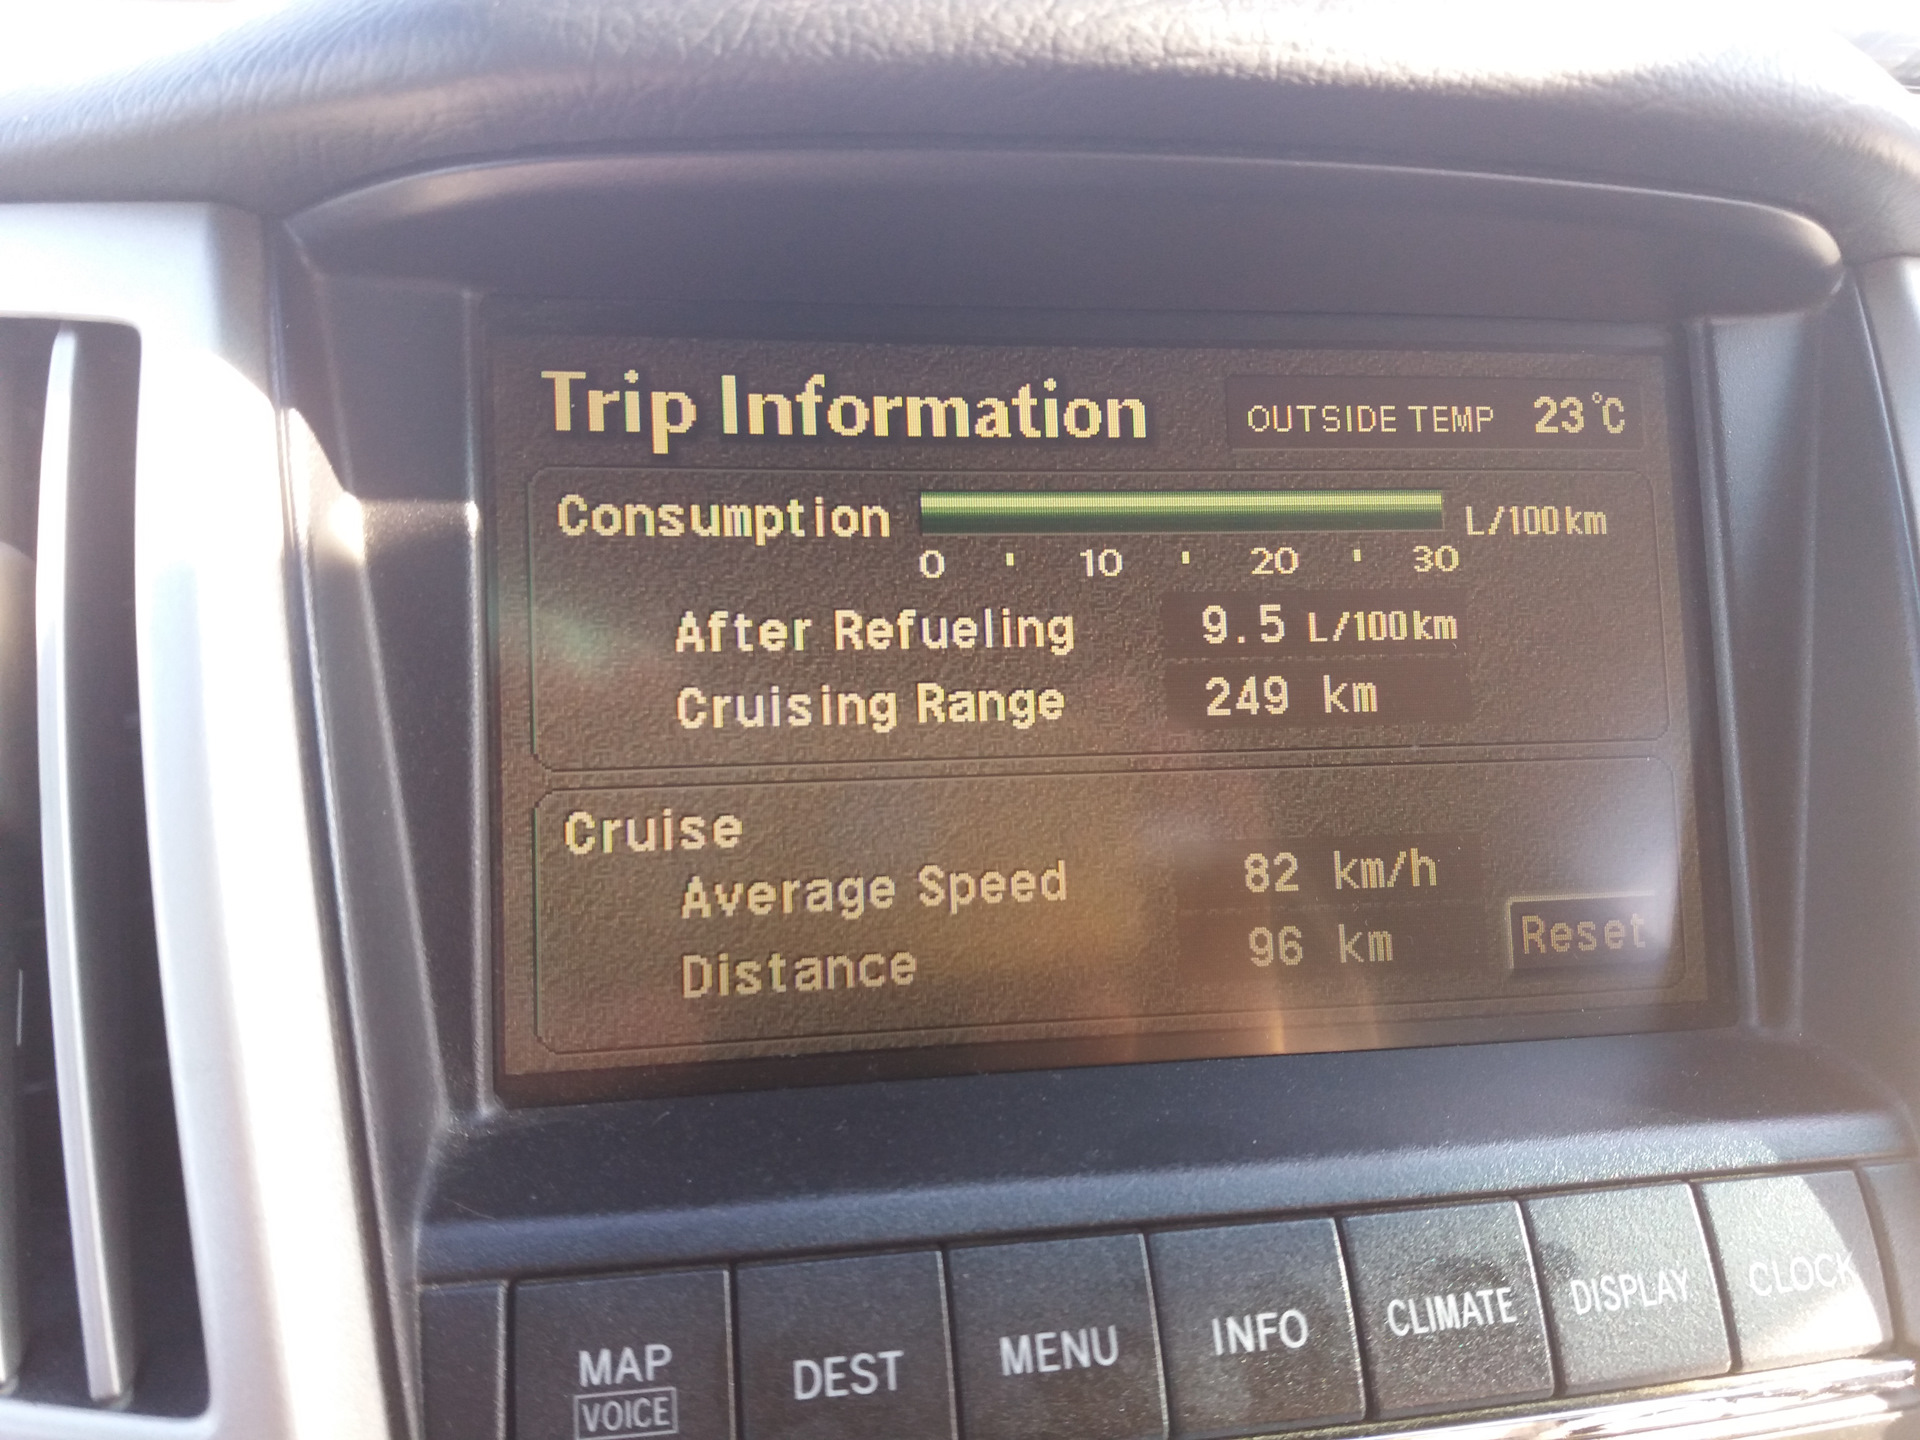 Trip Information OUTSIDE TEMP 23°C
Consumption L/100km
0 ' 10 ' 20 ' 30
After Refueling 9.5 L/100km
Cruising Range 249 km
Cruise
Average Speed 82 km/h
Distance 96 km Reset
MAP DEST MENU INFO CLIMATE DISPLAY CLOCK
VOICE